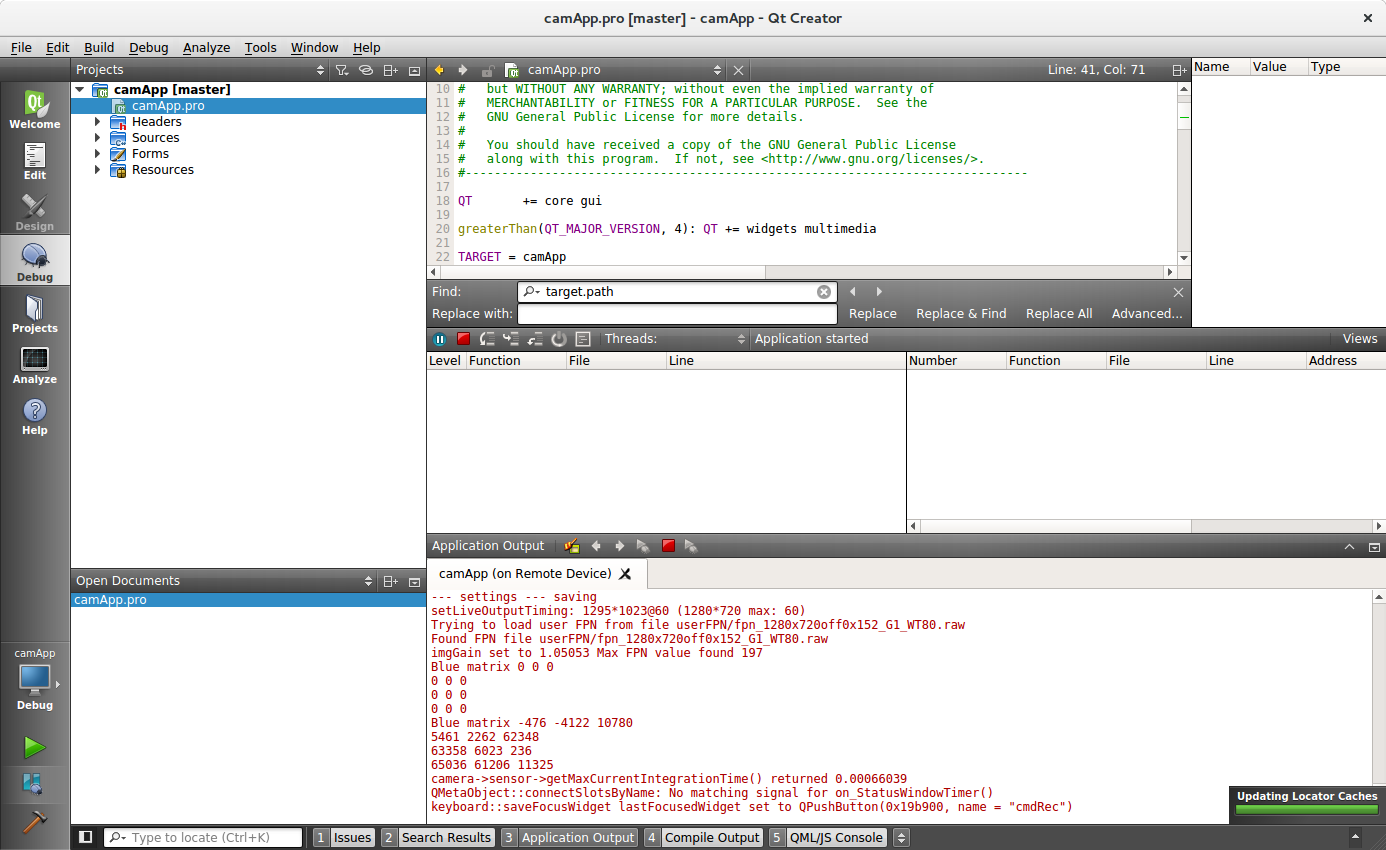 camApp.pro [master] - camApp - Qt Creator
File Edit Build Debug Analyze Tools Window Help
Projects
camApp.pro
Line: 41, Col: 71
Name Value Type
Welcome
Edit
Design
Debug
Projects
Analyze
Help
camApp [master]
camApp.pro
Headers
Sources
Forms
Resources
10 #   but WITHOUT ANY WARRANTY; without even the implied warranty of
11 #   MERCHANTABILITY or FITNESS FOR A PARTICULAR PURPOSE.  See the
12 #   GNU General Public License for more details.
13 #
14 #   You should have received a copy of the GNU General Public License
15 #   along with this program.  If not, see <http://www.gnu.org/licenses/>.
16 #------------------------------------------------------------------------------
17
18 QT       += core gui
19
20 greaterThan(QT_MAJOR_VERSION, 4): QT += widgets multimedia
21
22 TARGET = camApp
Find: target.path
Replace with: Replace Replace & Find Replace All Advanced...
Threads: Application started Views
Level Function File Line
Number Function File Line Address
Open Documents
camApp.pro
camApp
Debug
Application Output
camApp (on Remote Device)
--- settings --- saving
setLiveOutputTiming: 1295*1023@60 (1280*720 max: 60)
Trying to load user FPN from file userFPN/fpn_1280x720off0x152_G1_WT80.raw
Found FPN file userFPN/fpn_1280x720off0x152_G1_WT80.raw
imgGain set to 1.05053 Max FPN value found 197
Blue matrix 0 0 0
0 0 0
0 0 0
0 0 0
Blue matrix -476 -4122 10780
5461 2262 62348
63358 6023 236
65036 61206 11325
camera->sensor->getMaxCurrentIntegrationTime() returned 0.00066039
QMetaObject::connectSlotsByName: No matching signal for on_StatusWindowTimer()
keyboard::saveFocusWidget lastFocusedWidget set to QPushButton(0x19b900, name = "cmdRec")
Updating Locator Caches
Type to locate (Ctrl+K)
1 Issues 2 Search Results 3 Application Output 4 Compile Output 5 QML/JS Console